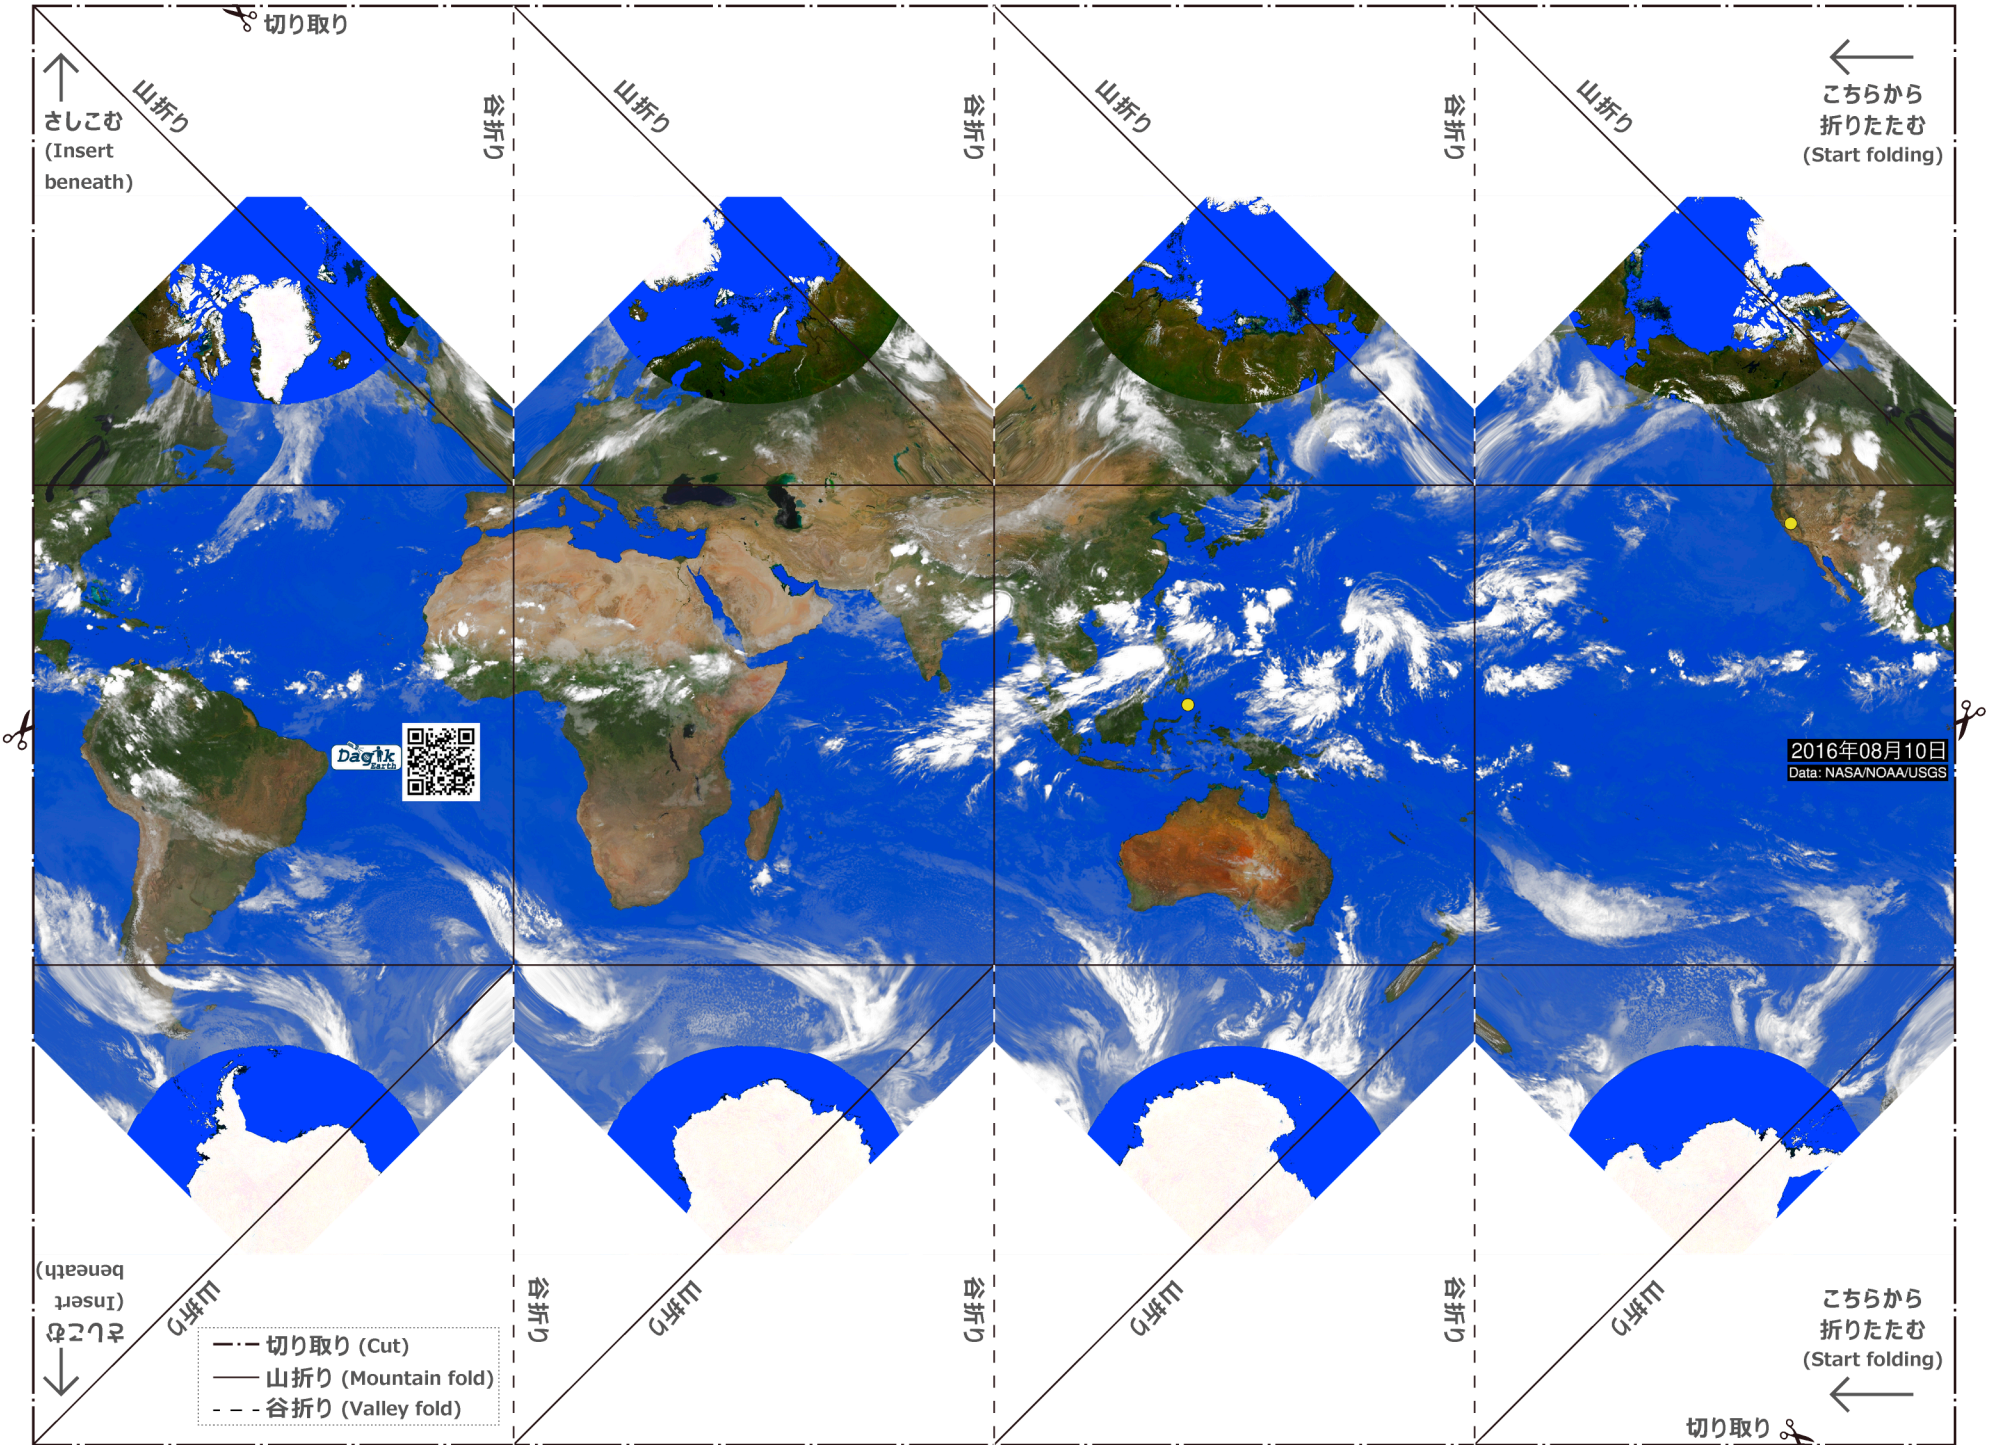 切り取り
山折り
谷折り
山折り
谷折り
山折り
谷折り
山折り
さしこむ
(Insert
beneath)
こちらから
折りたたむ
(Start folding)
Dagik
Earth
2016年08月10日
Data: NASA/NOAA/USGS
さしこむ
(Insert
beneath)
山折り
谷折り
山折り
谷折り
山折り
谷折り
山折り
こちらから
折りたたむ
(Start folding)
切り取り (Cut)
山折り (Mountain fold)
谷折り (Valley fold)
切り取り